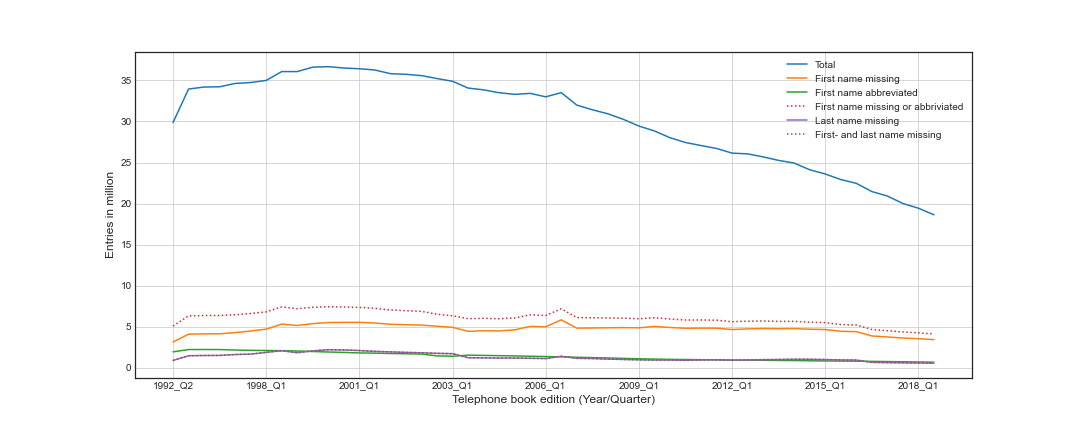 Total
First name missing
First name abbreviated
First name missing or abbriviated
Last name missing
First- and last name missing
Entries in million
35
30
25
20
15
10
5
0
1992_Q2 1998_Q1 2001_Q1 2003_Q1 2006_Q1 2009_Q1 2012_Q1 2015_Q1 2018_Q1
Telephone book edition (Year/Quarter)